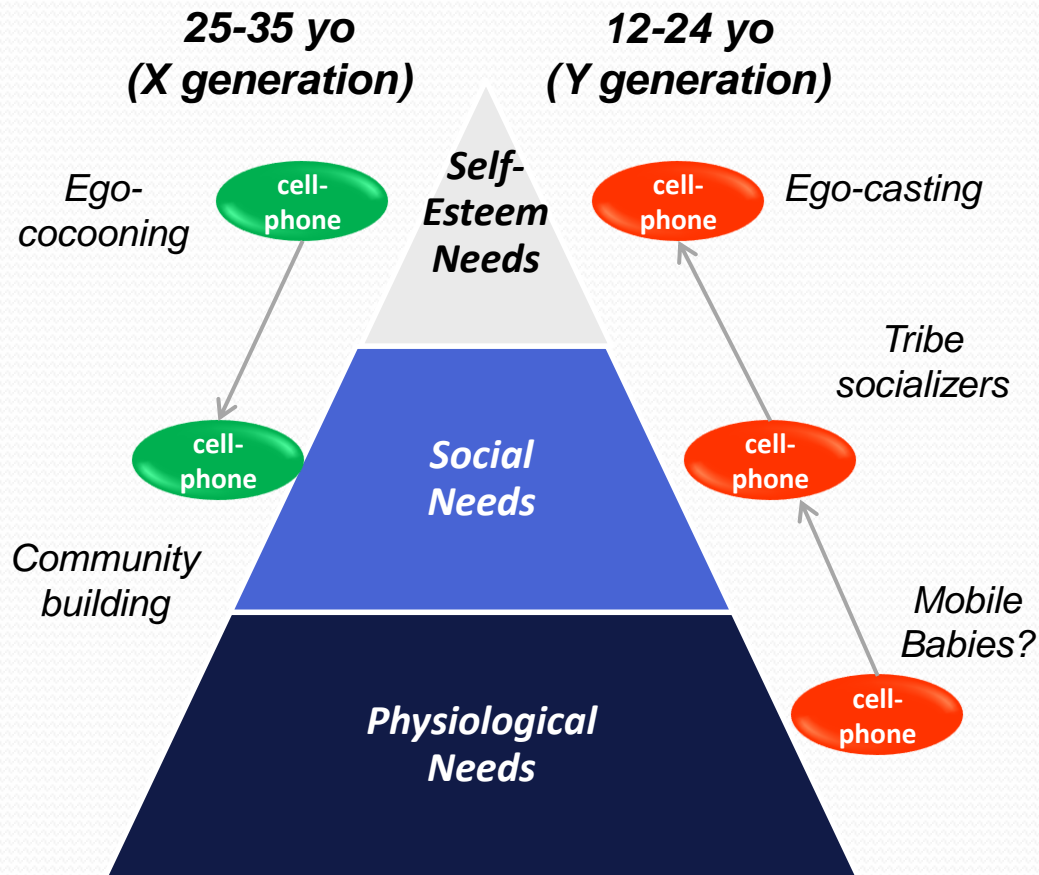 25-35 yo
(X generation)
12-24 yo
(Y generation)
Ego-
cocooning
cell-
phone
Self-
Esteem
Needs
cell-
phone
Ego-casting
Tribe
socializers
cell-
phone
Social
Needs
cell-
phone
Community
building
Mobile
Babies?
Physiological
Needs
cell-
phone